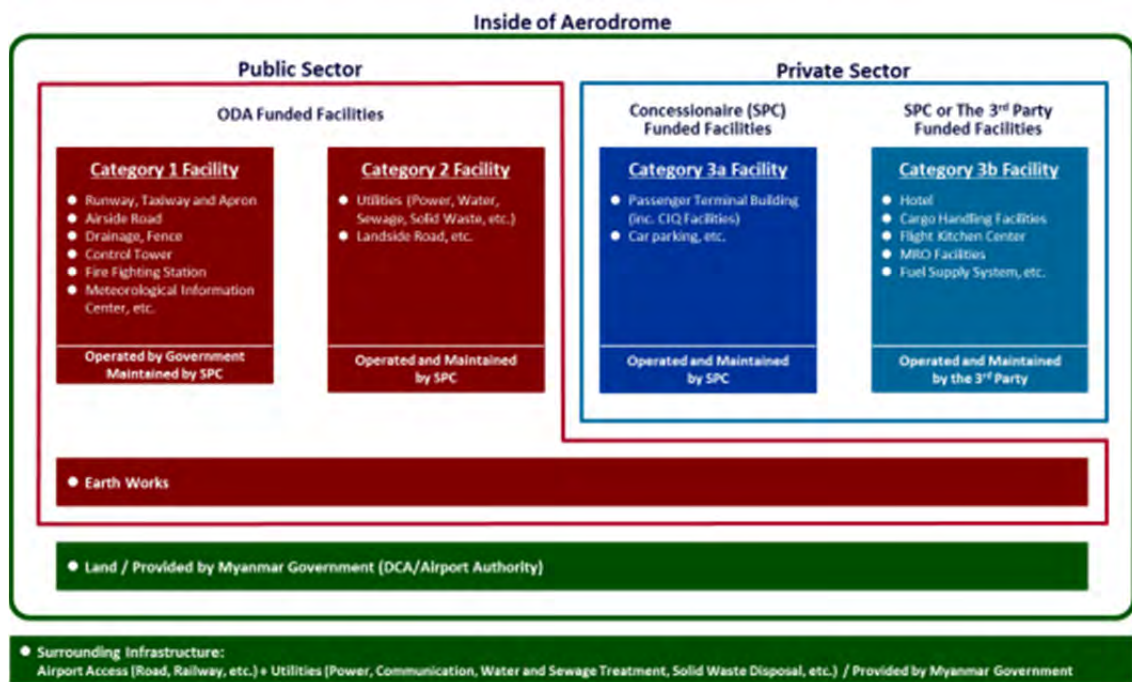 Inside of Aerodrome
Public Sector
Private Sector
ODA Funded Facilities
Concessionaire (SPC)
Funded Facilities
SPC or The 3rd Party
Funded Facilities
Category 1 Facility
Runway, Taxiway and Apron
Airside Road
Drainage, Fence
Control Tower
Fire Fighting Station
Meteorological Information
Center, etc.
Operated by Government
Maintained by SPC
Category 2 Facility
Utilities (Power, Water,
Sewage, Solid Waste, etc.)
Landside Road, etc.
Operated and Maintained
by SPC
Category 3a Facility
Passenger Terminal Building
(inc. CIQ Facilities)
Car parking, etc.
Operated and Maintained
by SPC
Category 3b Facility
Hotel
Cargo Handling Facilities
Flight Kitchen Center
MRO Facilities
Fuel Supply System, etc.
Operated and Maintained
by the 3rd Party
Earth Works
Land / Provided by Myanmar Government (DCA/Airport Authority)
Surrounding Infrastructure:
Airport Access (Road, Railway, etc.) + Utilities (Power, Communication, Water and Sewage Treatment, Solid Waste Disposal, etc.) / Provided by Myanmar Government